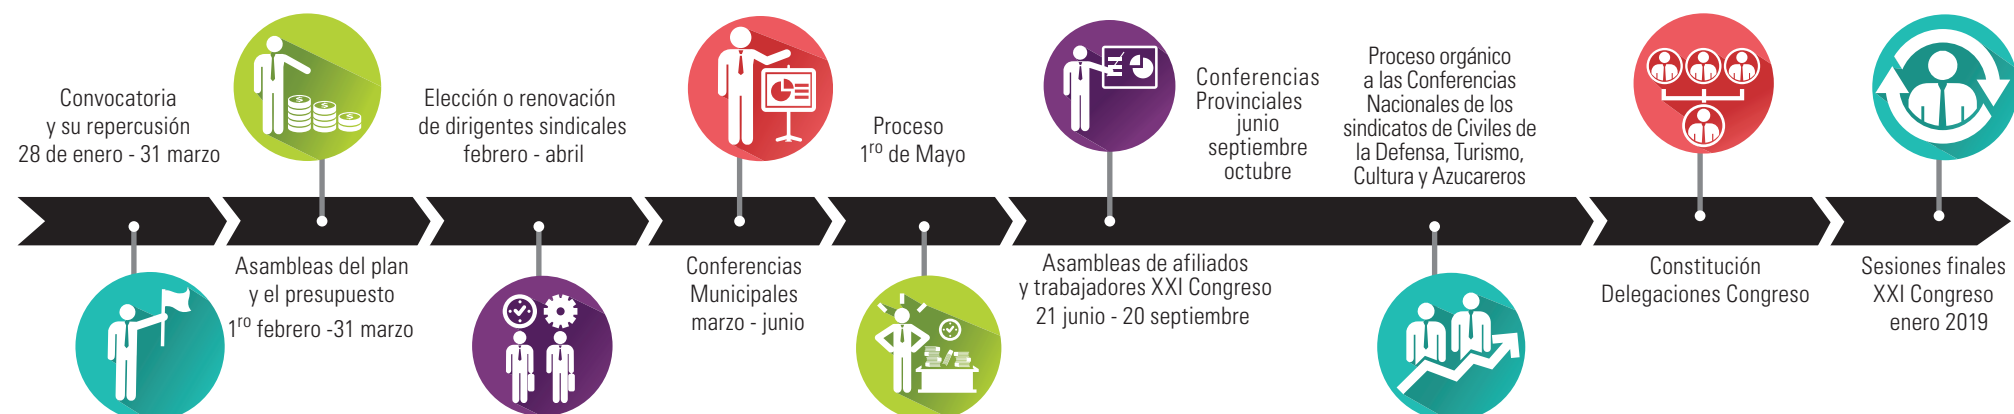 Convocatoria
y su repercusión
28 de enero - 31 marzo
Asambleas del plan
y el presupuesto
1ro febrero -31 marzo
Elección o renovación
de dirigentes sindicales
febrero - abril
Conferencias
Municipales
marzo - junio
Proceso
1ro de Mayo
Asambleas de afiliados
y trabajadores XXI Congreso
21 junio - 20 septiembre
Conferencias
Provinciales
junio
septiembre
octubre
Proceso orgánico
a las Conferencias
Nacionales de los
sindicatos de Civiles de
la Defensa, Turismo,
Cultura y Azucareros
Constitución
Delegaciones Congreso
Sesiones finales
XXI Congreso
enero 2019